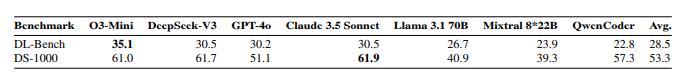 Benchmark O3-Mini DeepSeek-V3 GPT-4o Claude 3.5 Sonnet Llama 3.1 70B Mixtral 8*22B QwenCoder Avg.
DL-Bench 35.1 30.5 30.2 30.5 26.7 23.9 22.8 28.5
DS-1000 61.0 61.7 51.1 61.9 40.9 39.3 57.3 53.3